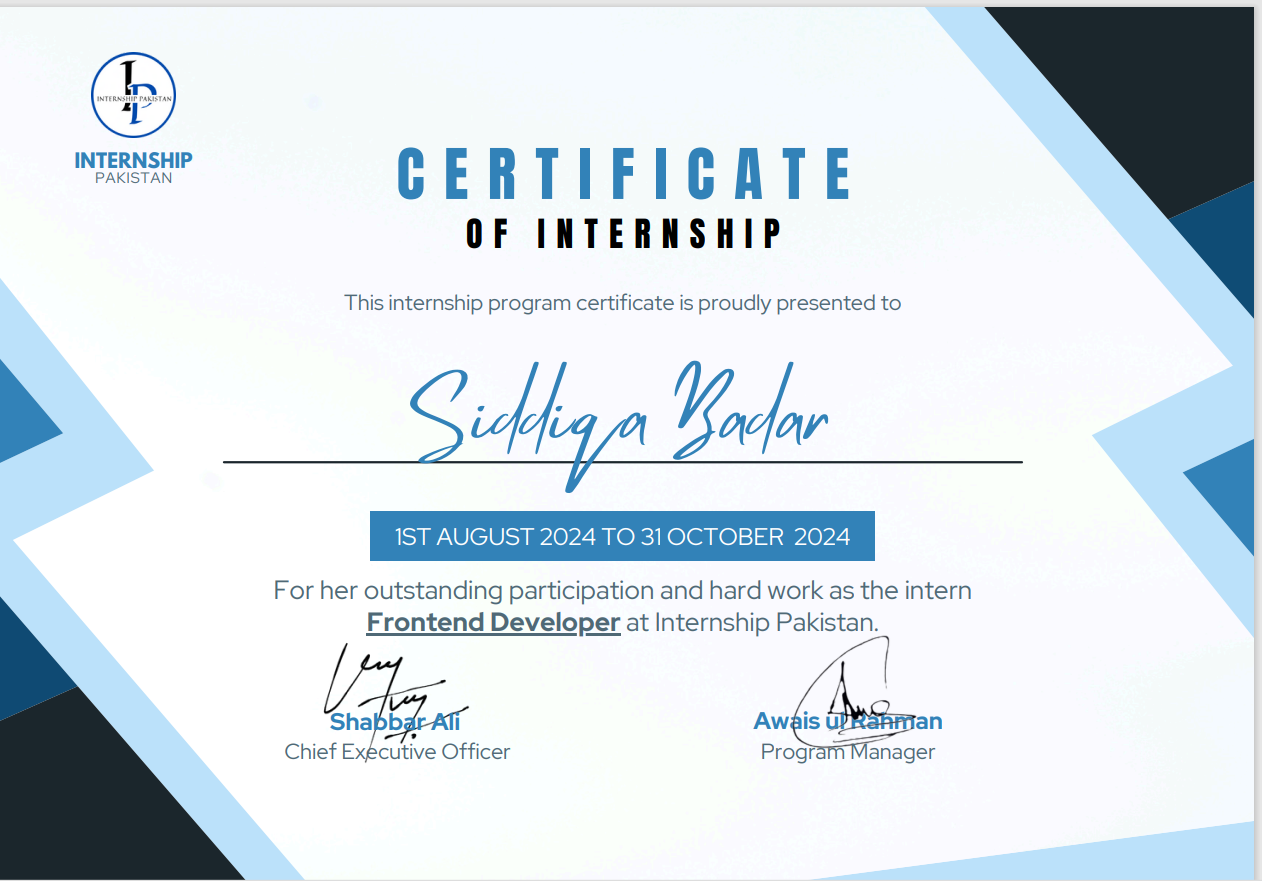 INTERNSHIP PAKISTAN
INTERNSHIP
PAKISTAN
CERTIFICATE
OF INTERNSHIP
This internship program certificate is proudly presented to
Siddiqa Badar
1ST AUGUST 2024 TO 31 OCTOBER 2024
For her outstanding participation and hard work as the intern
Frontend Developer at Internship Pakistan.
Shabbar Ali
Chief Executive Officer
Awais ul Rahman
Program Manager